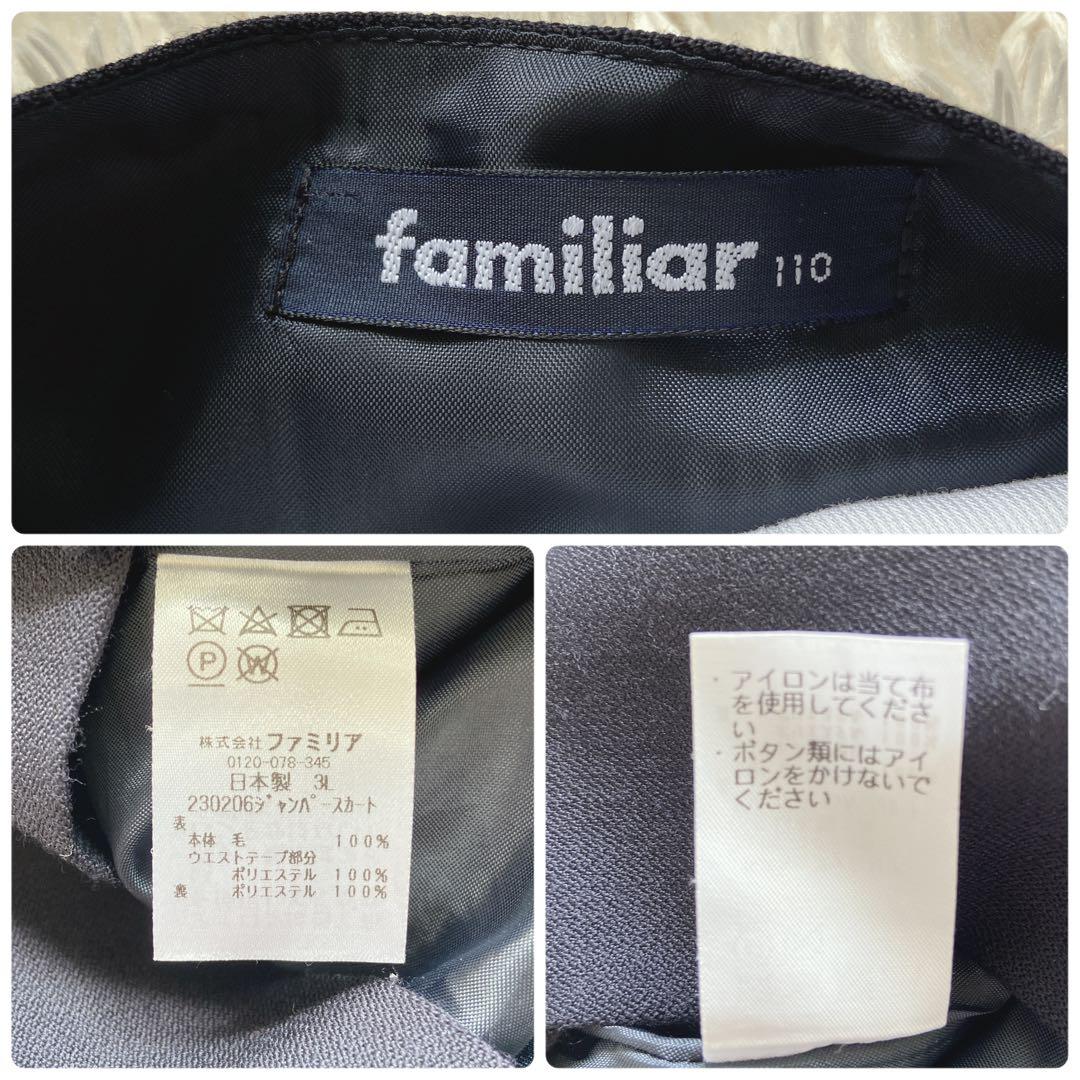 familiar 110
P W
株式会社 ファミリア
0120-078-345
日本製 3L
230206ジャンパースカート
表
本体 毛 100%
ウエストテープ部分
ポリエステル 100%
裏 ポリエステル 100%
・アイロンは当て布
を使用してくださ
い
・ボタン類にはアイ
ロンをかけないで
ください